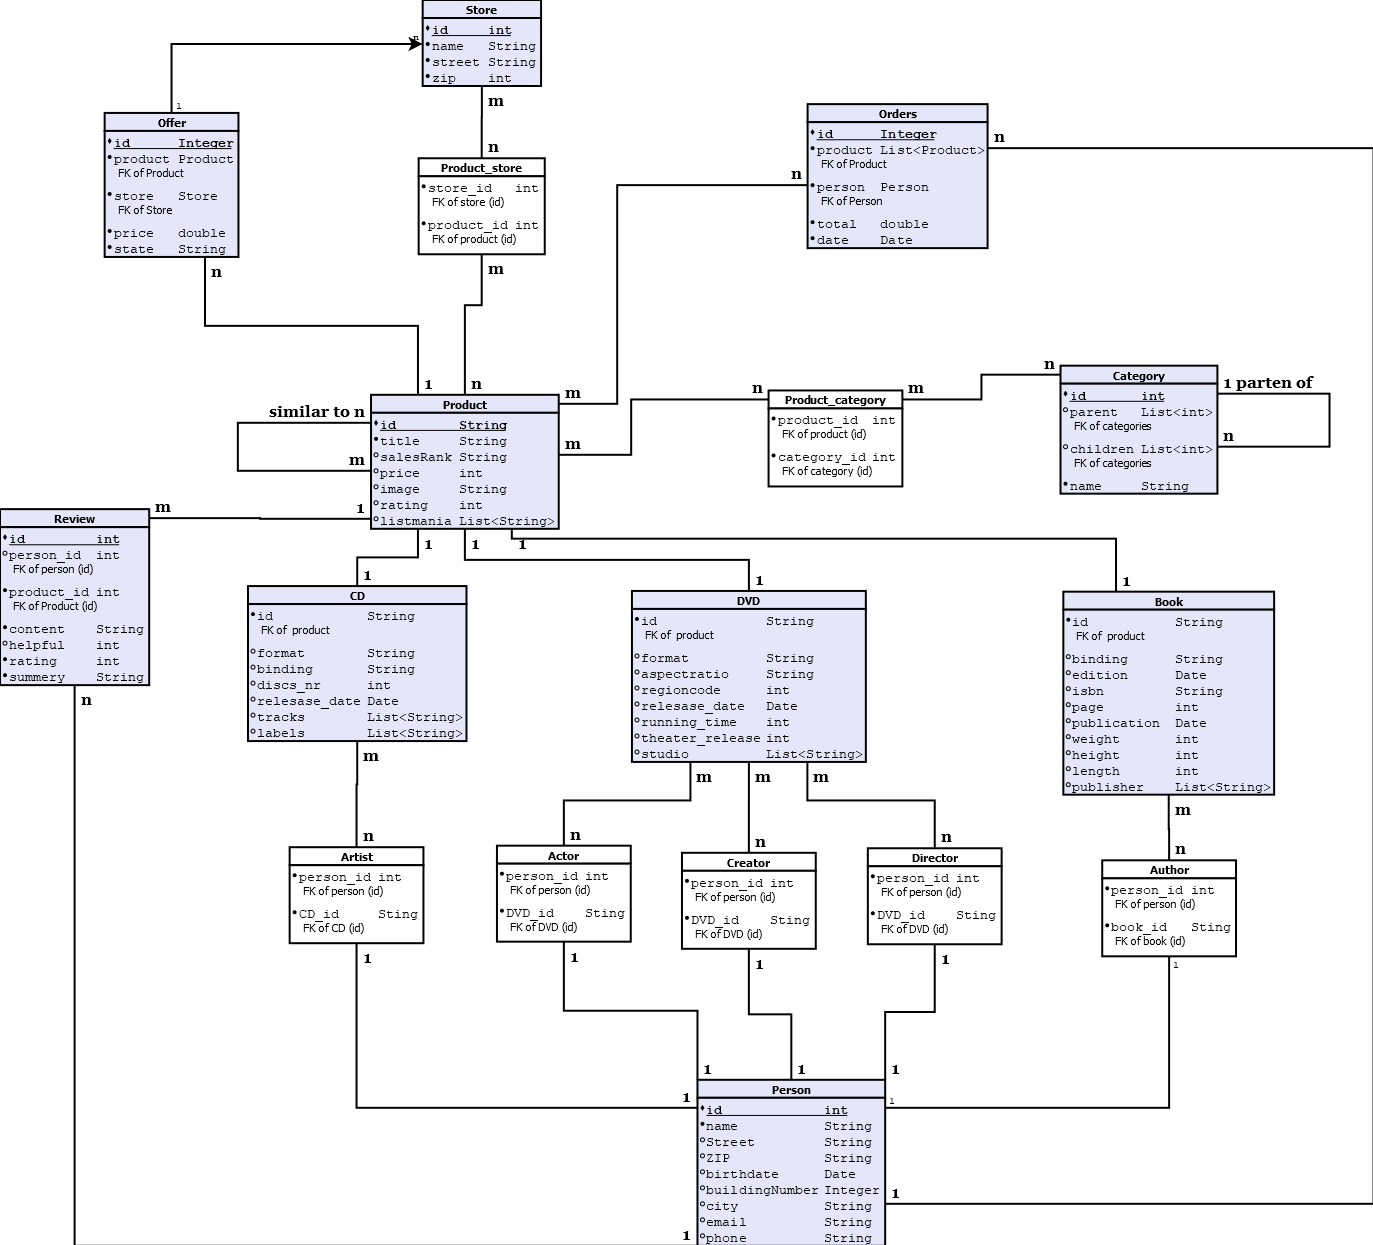 Store
id int
name String
street String
zip int
n
1
m
n
Offer
id Integer
product Product
FK of Product
store Store
FK of Store
price double
state String
n
Product_store
store_id int
FK of store (id)
product_id int
FK of product (id)
m
Orders
id Integer
product List<Product>
FK of Product
person Person
FK of Person
total double
date Date
n
n
1
n
m
Product
id String
title String
salesRank String
price int
image String
rating int
listmania List<String>
similar to n
m
m
n
Product_category
product_id int
FK of product (id)
category_id int
FK of category (id)
m
n
Category
id int
parent List<int>
FK of categories
children List<int>
FK of categories
name String
1 parten of
n
m
1
Review
id int
person_id int
FK of person (id)
product_id int
FK of Product (id)
content String
helpful int
rating int
summery String
n
1
1
1
1
1
1
CD
id String
FK of product
format String
binding String
discs_nr int
relesase_date Date
tracks List<String>
labels List<String>
m
DVD
id String
FK of product
format String
aspectratio String
regioncode int
relesase_date Date
running_time int
theater_release int
studio List<String>
m
m
m
Book
id String
FK of product
binding String
edition Date
isbn String
page int
publication Date
weight int
height int
length int
publisher List<String>
m
n
Artist
person_id int
FK of person (id)
CD_id Sting
FK of CD (id)
1
n
Actor
person_id int
FK of person (id)
DVD_id Sting
FK of DVD (id)
1
n
Creator
person_id int
FK of person (id)
DVD_id Sting
FK of DVD (id)
1
n
Director
person_id int
FK of person (id)
DVD_id Sting
FK of DVD (id)
1
n
Author
person_id int
FK of person (id)
book_id Sting
FK of book (id)
1
1
1
1
1
1
Person
id int
name String
Street String
ZIP String
birthdate Date
buildingNumber Integer
city String
email String
phone String
1
1